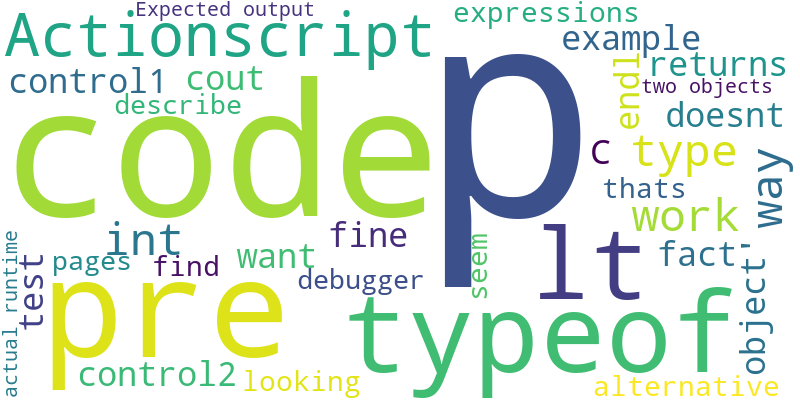 Expected output
expressions
Actionscript
example
control1
cout
endl
returns
two objects
describe
doesnt
code
p
C
type
way
thats
work
int
fine
lt
fact'
want
seem
pages
find
debugger
object'
actual runtime
test
pre
typeof
control2
looking
alternative